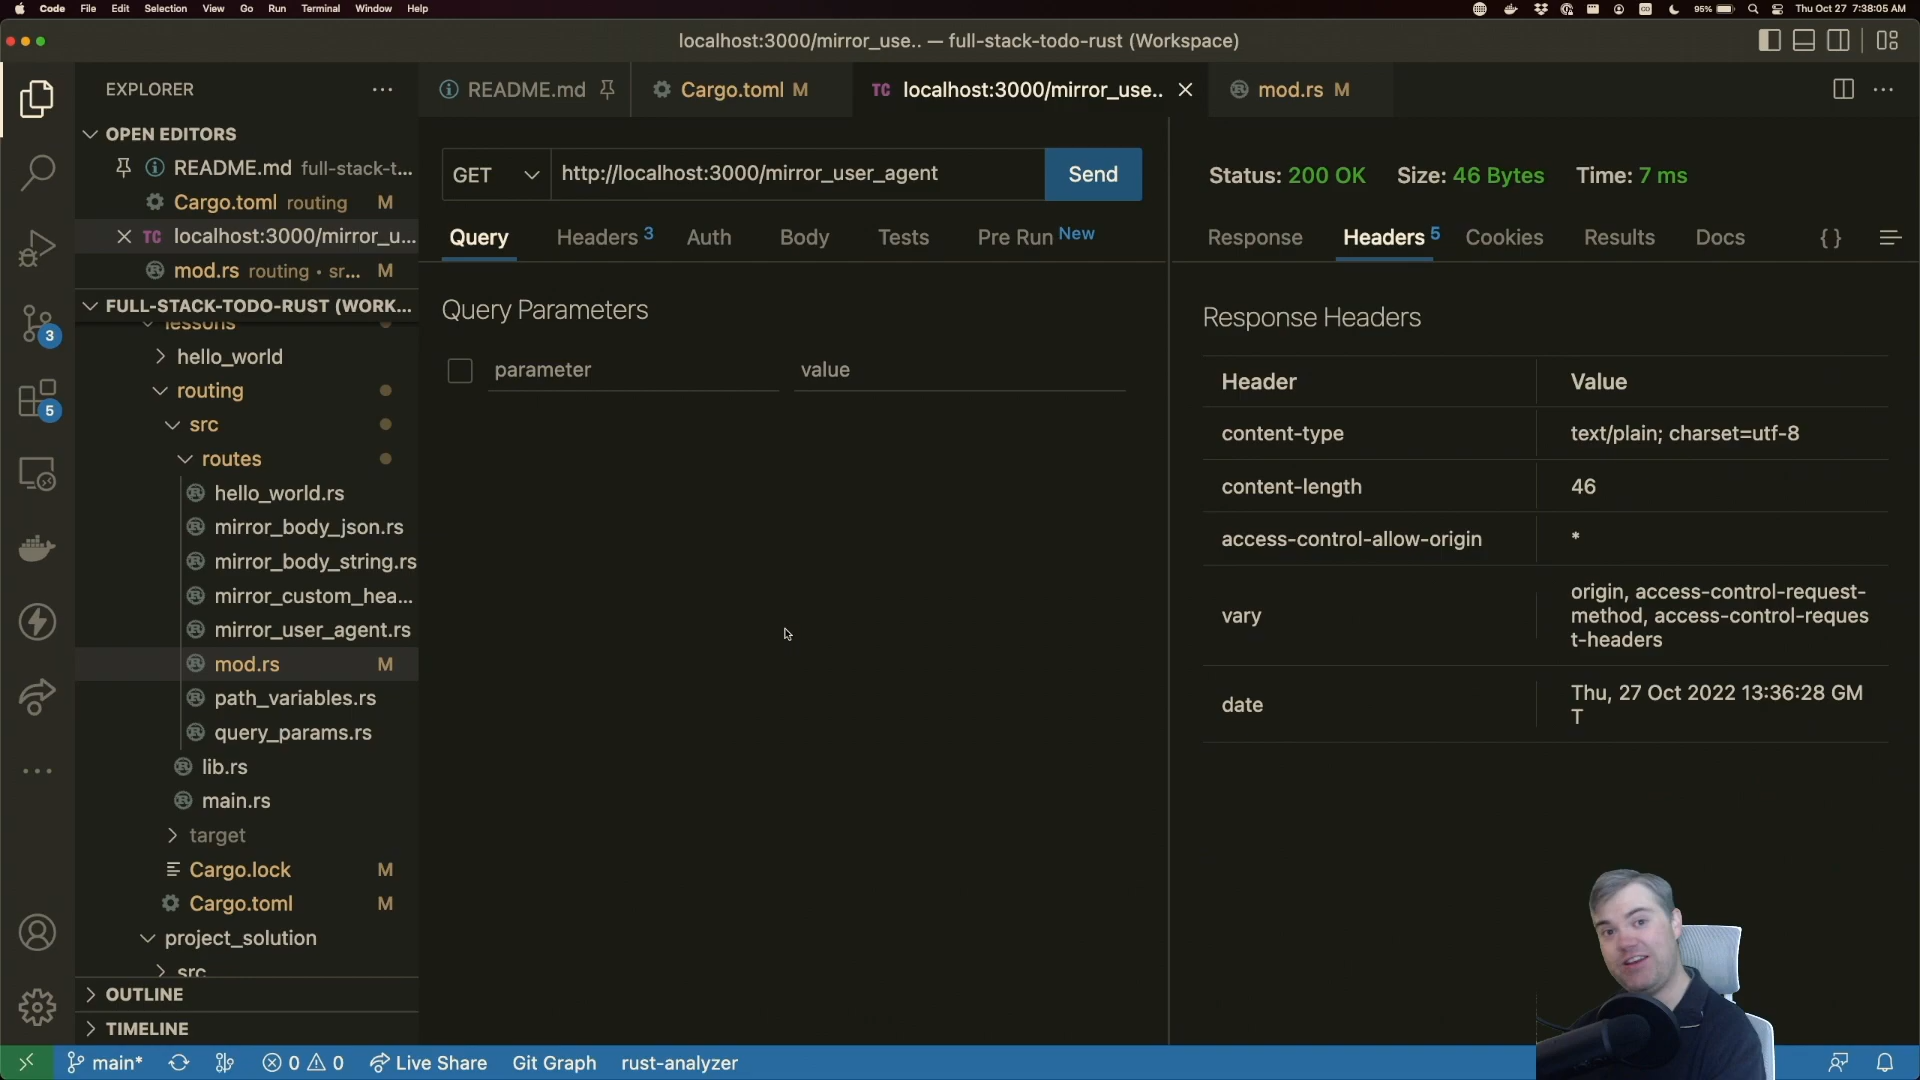 Code File Edit Selection View Go Run Terminal Window Help 95% Thu Oct 27 7:38:05 AM
localhost:3000/mirror_use.. — full-stack-todo-rust (Workspace)
EXPLORER
README.md
Cargo.toml M
TC localhost:3000/mirror_use..
mod.rs M
OPEN EDITORS
README.md full-stack-t...
Cargo.toml routing M
TC localhost:3000/mirror_u...
mod.rs routing • sr... M
FULL-STACK-TODO-RUST (WORK...
lessons
hello_world
routing
src
routes
hello_world.rs
mirror_body_json.rs
mirror_body_string.rs
mirror_custom_hea...
mirror_user_agent.rs
mod.rs M
path_variables.rs
query_params.rs
lib.rs
main.rs
target
Cargo.lock M
Cargo.toml M
project_solution
src
OUTLINE
TIMELINE
3
5
GET http://localhost:3000/mirror_user_agent Send
Query Headers 3 Auth Body Tests Pre Run New
Query Parameters
parameter value
Status: 200 OK Size: 46 Bytes Time: 7 ms
Response Headers 5 Cookies Results Docs { }
Response Headers
Header Value
content-type text/plain; charset=utf-8
content-length 46
access-control-allow-origin *
vary origin, access-control-request-
method, access-control-reques
t-headers
date Thu, 27 Oct 2022 13:36:28 GM
T
main* 0 0 Live Share Git Graph rust-analyzer